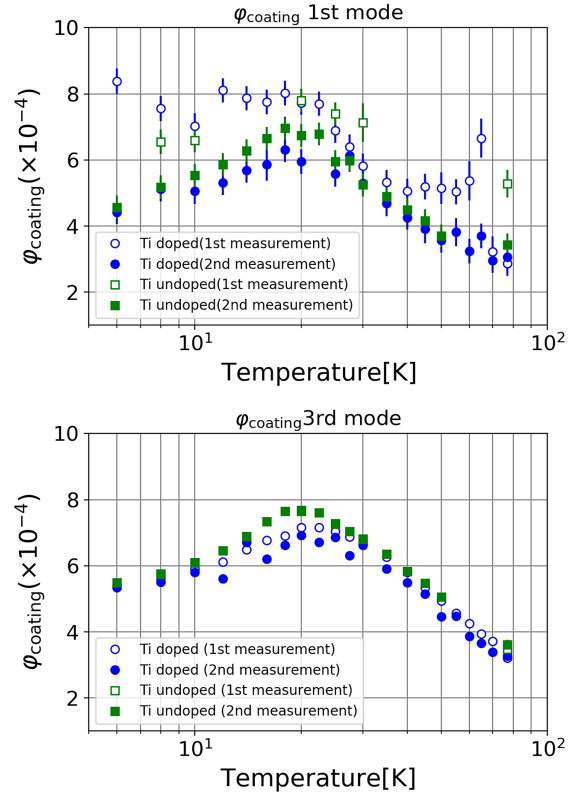 φcoating 1st mode
10
8
6
4
2
φcoating(×10⁻⁴)
Ti doped(1st measurement)
Ti doped(2nd measurement)
Ti undoped(1st measurement)
Ti undoped(2nd measurement)
10¹ 10²
Temperature[K]
φcoating3rd mode
10
8
6
4
2
φcoating(×10⁻⁴)
Ti doped (1st measurement)
Ti doped (2nd measurement)
Ti undoped (1st measurement)
Ti undoped (2nd measurement)
10¹ 10²
Temperature[K]